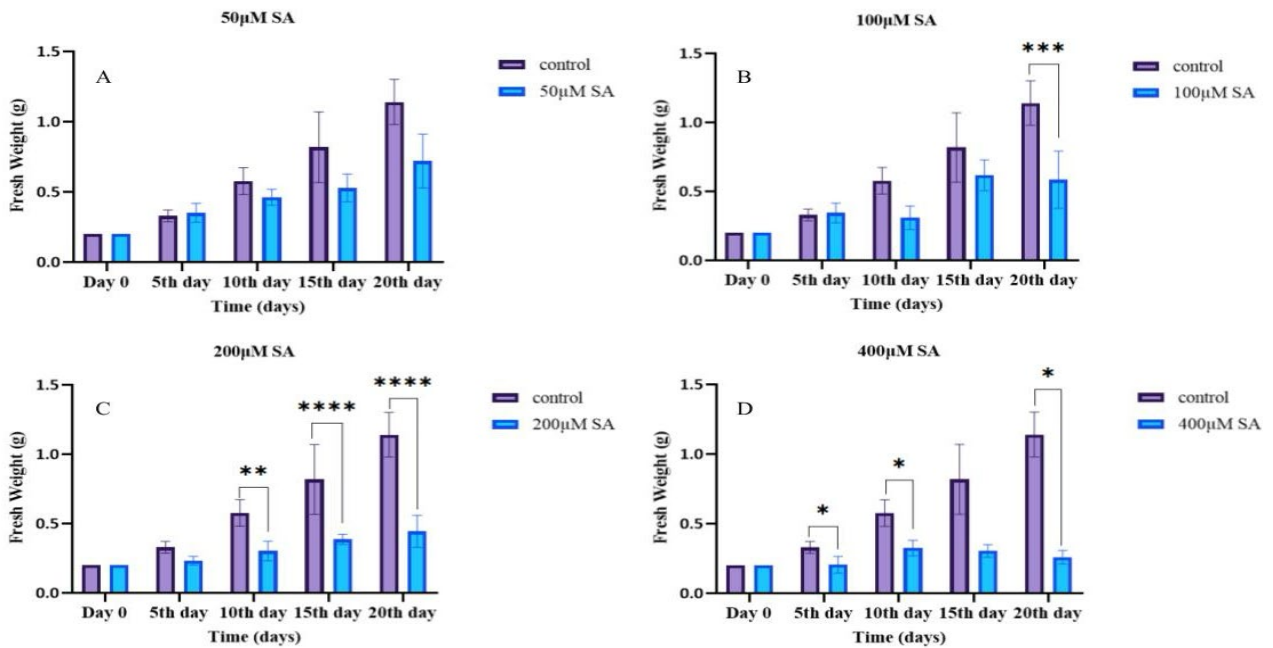 50μM SA
A
control
50μM SA
Fresh Weight (g)
1.5
1.0
0.5
0.0
Day 0 5th day 10th day 15th day 20th day
Time (days)
100μM SA
B
***
control
100μM SA
Fresh Weight (g)
1.5
1.0
0.5
0.0
Day 0 5th day 10th day 15th day 20th day
Time (days)
200μM SA
C
**
****
****
control
200μM SA
Fresh Weight (g)
1.5
1.0
0.5
0.0
Day 0 5th day 10th day 15th day 20th day
Time (days)
400μM SA
D
*
*
*
control
400μM SA
Fresh Weight (g)
1.5
1.0
0.5
0.0
Day 0 5th day 10th day 15th day 20th day
Time (days)